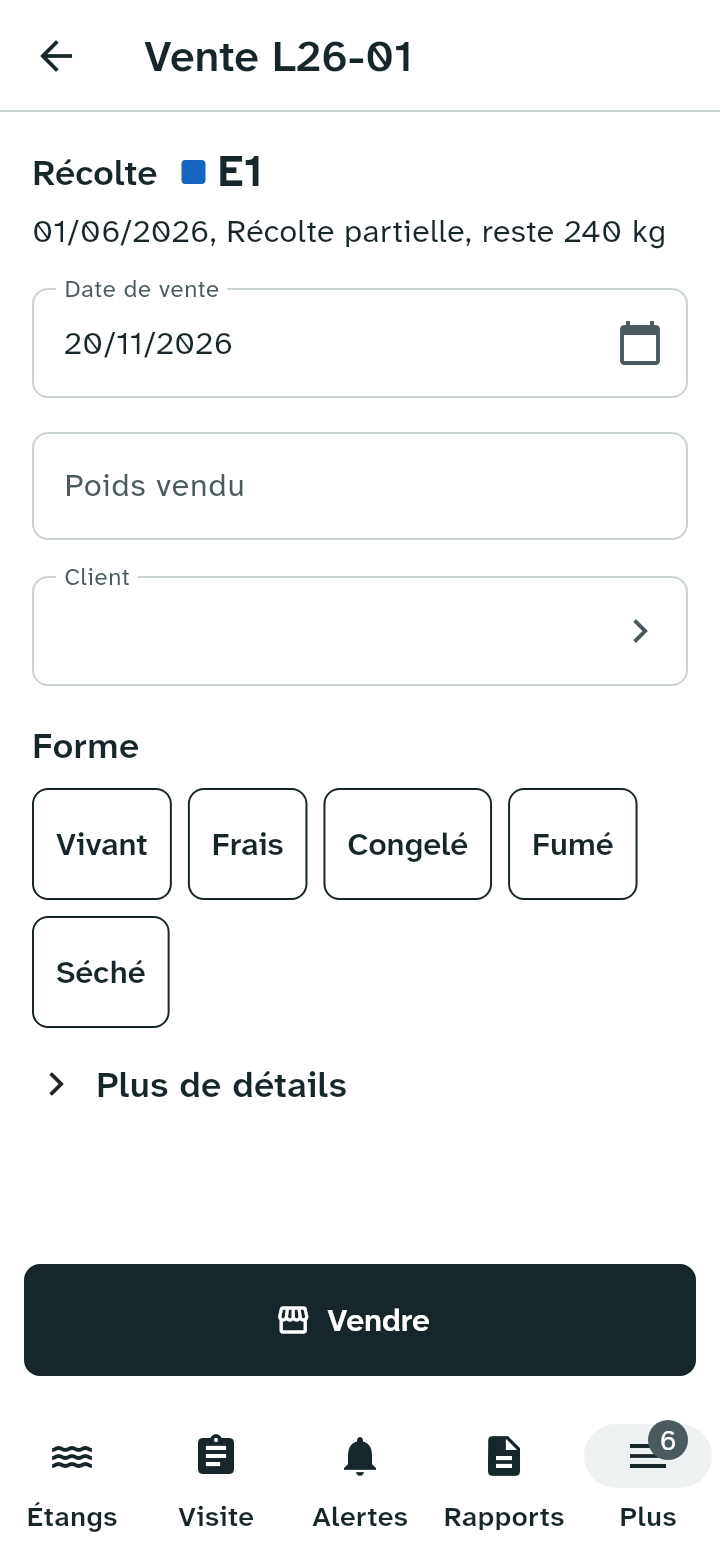 Vente L26-01
Récolte E1
01/06/2026, Récolte partielle, reste 240 kg
Date de vente
20/11/2026
Poids vendu
Client
Forme
Vivant Frais Congelé Fumé
Séché
Plus de détails
Vendre
6
Étangs Visite Alertes Rapports Plus